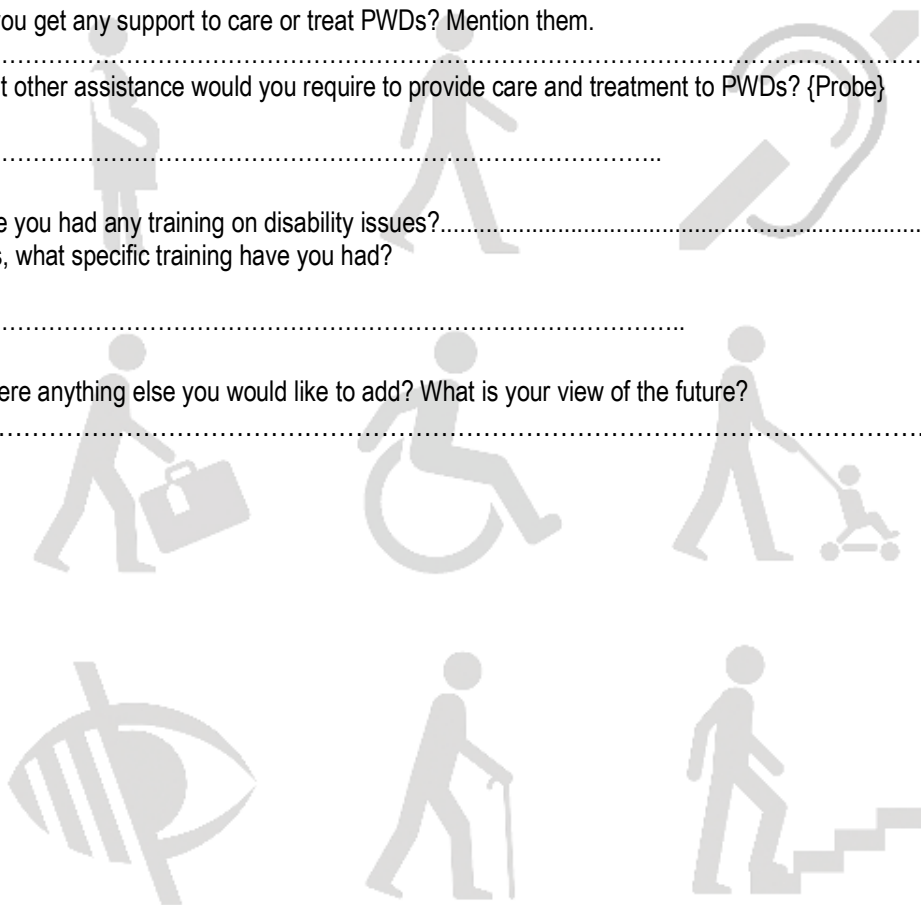 you get any support to care or treat PWDs? Mention them.
………………………………………………………………………………………………
t other assistance would you require to provide care and treatment to PWDs? {Probe}
…………………………………………………………………..
e you had any training on disability issues?..........................................................................
s, what specific training have you had?
……………………………………………………………………..
ere anything else you would like to add? What is your view of the future?
………………………………………………………………………………………………